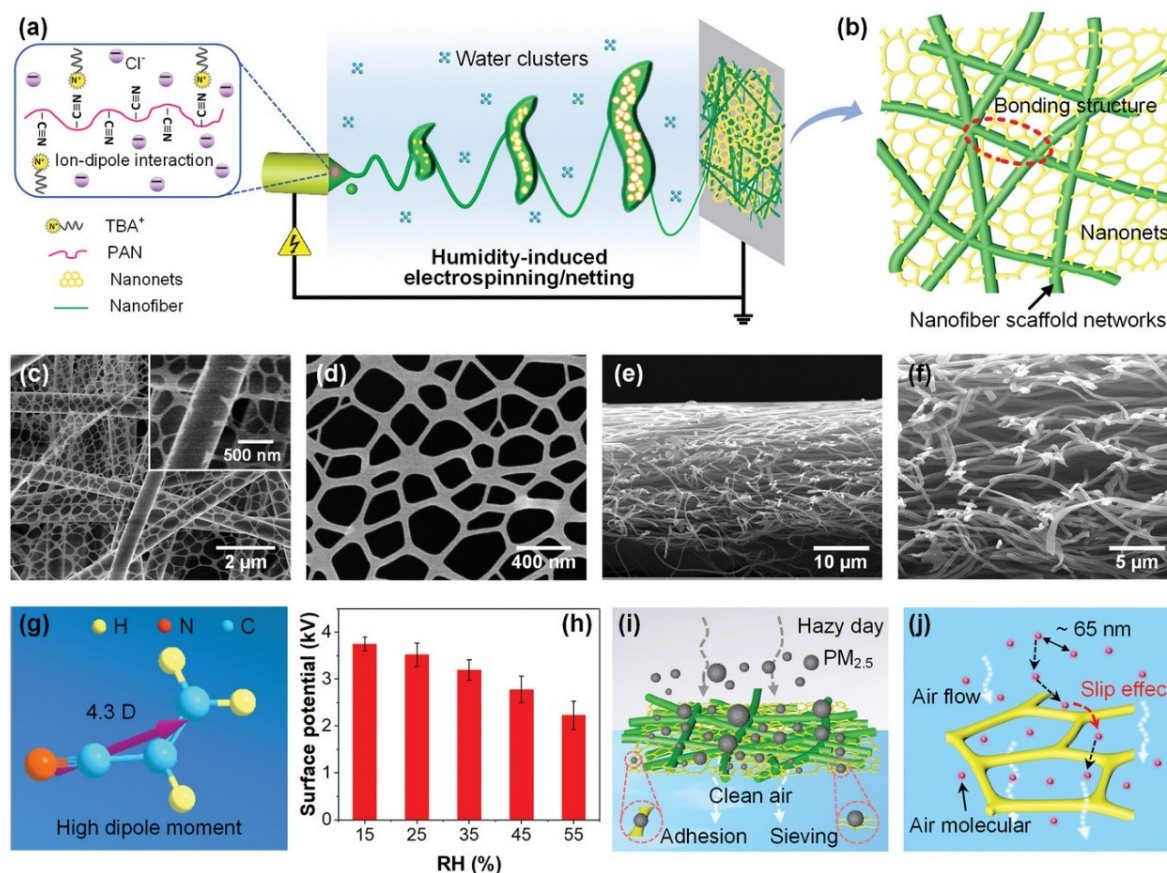 (a)
Cl⁻
N⁺
N⁺
C≡N
C≡N
C≡N
C≡N
C≡N
C≡N
Ion-dipole interaction
N⁺
N⁺ TBA⁺
PAN
Nanonets
Nanofiber
Water clusters
Humidity-induced
electrospinning/netting
(b)
Bonding structure
Nanonets
Nanofiber scaffold networks
(c)
500 nm
2 μm
(d)
400 nm
(e)
10 μm
(f)
5 μm
(g)
H N C
4.3 D
High dipole moment
(h)
Surface potential (kV)
4
3
2
1
0
15 25 35 45 55
RH (%)
(i)
Hazy day
PM₂.₅
Clean air
Adhesion Sieving
(j)
~ 65 nm
Slip effect
Air flow
Air molecular